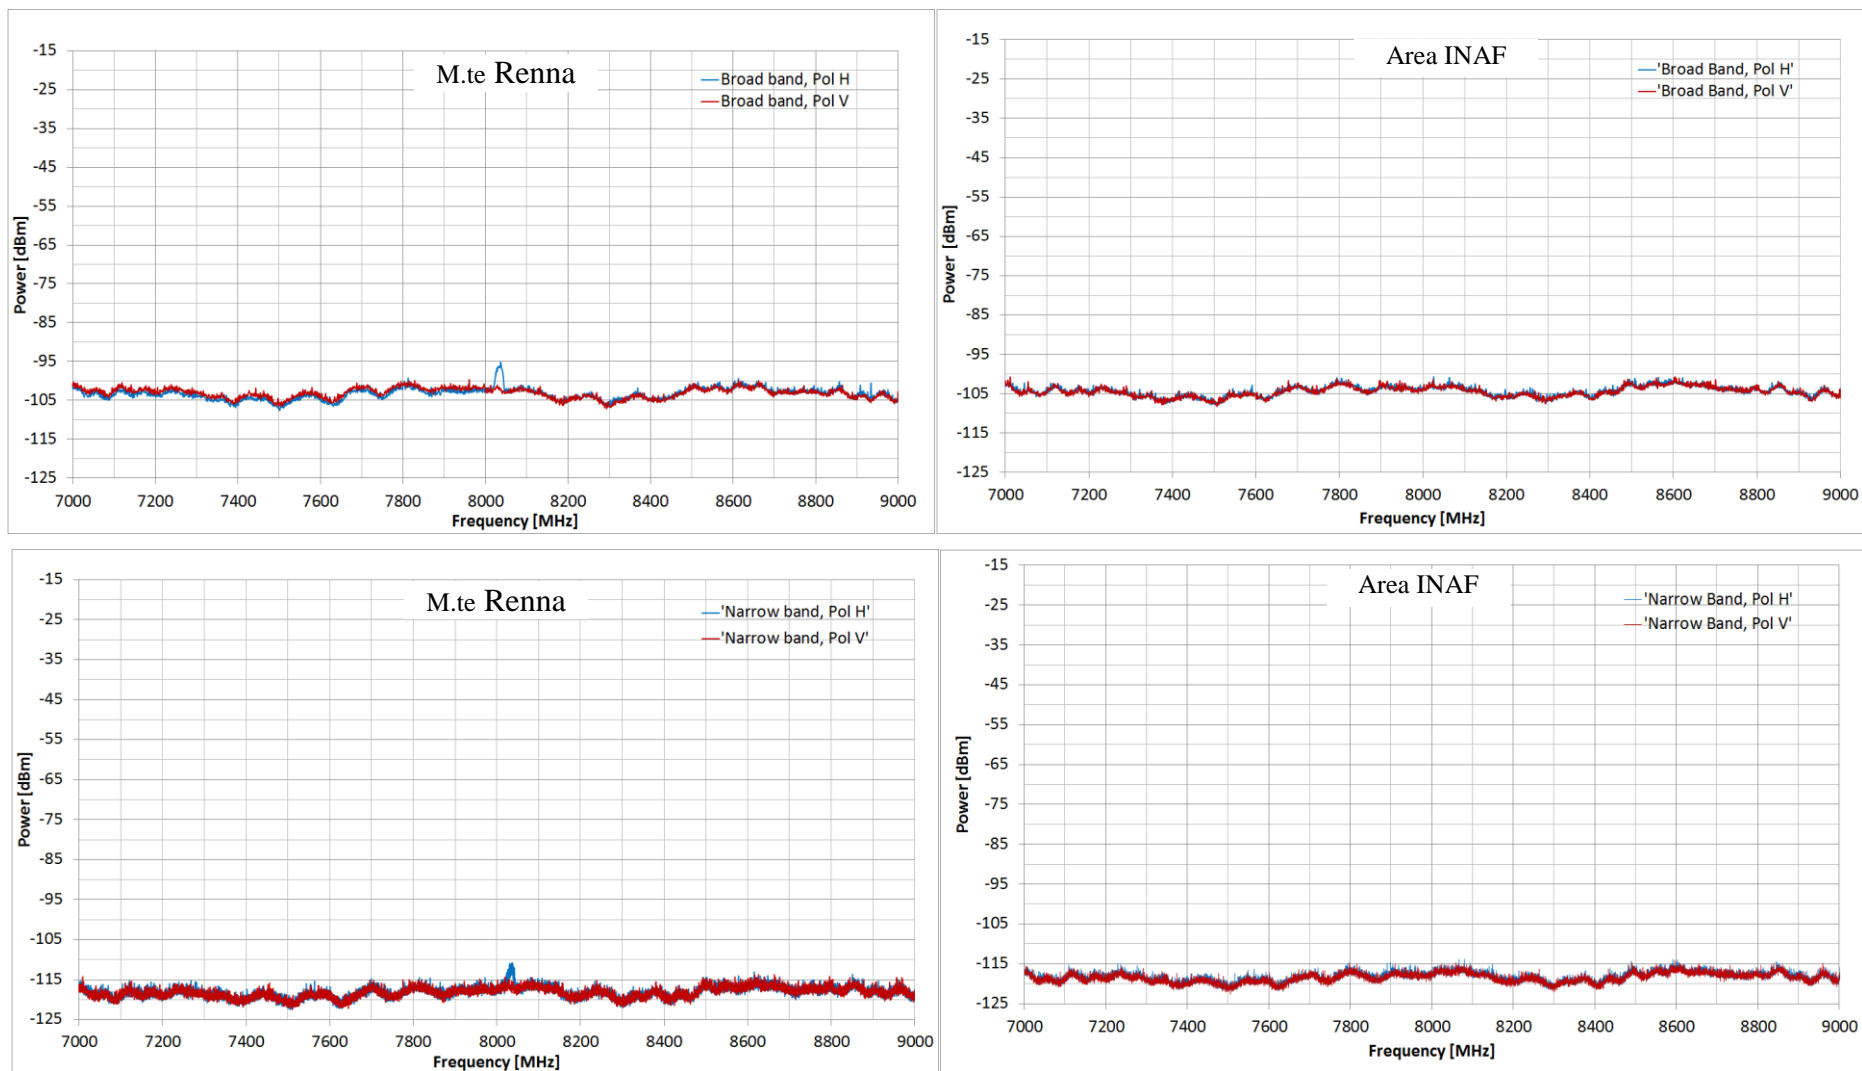 M.te Renna
Broad band, Pol H
Broad band, Pol V
-15
-25
-35
-45
-55
-65
-75
-85
-95
-105
-115
-125
Power [dBm]
7000 7200 7400 7600 7800 8000 8200 8400 8600 8800 9000
Frequency [MHz]
Area INAF
'Broad Band, Pol H'
'Broad Band, Pol V'
-15
-25
-35
-45
-55
-65
-75
-85
-95
-105
-115
-125
Power [dBm]
7000 7200 7400 7600 7800 8000 8200 8400 8600 8800 9000
Frequency [MHz]
M.te Renna
'Narrow band, Pol H'
'Narrow band, Pol V'
-15
-25
-35
-45
-55
-65
-75
-85
-95
-105
-115
-125
Power [dBm]
7000 7200 7400 7600 7800 8000 8200 8400 8600 8800 9000
Frequency [MHz]
Area INAF
'Narrow Band, Pol H'
'Narrow Band, Pol V'
-15
-25
-35
-45
-55
-65
-75
-85
-95
-105
-115
-125
Power [dBm]
7000 7200 7400 7600 7800 8000 8200 8400 8600 8800 9000
Frequency [MHz]